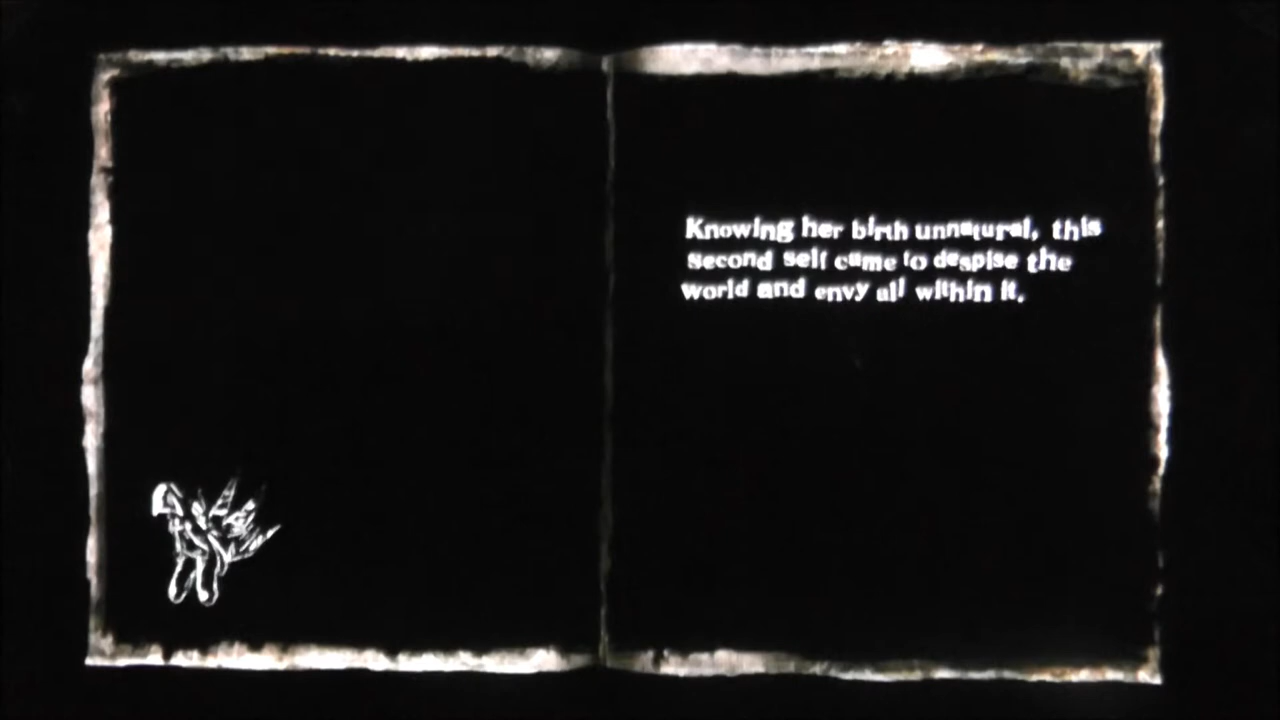 Knowing her birth unnatural, this
second self came to despise the
world and envy all within it.